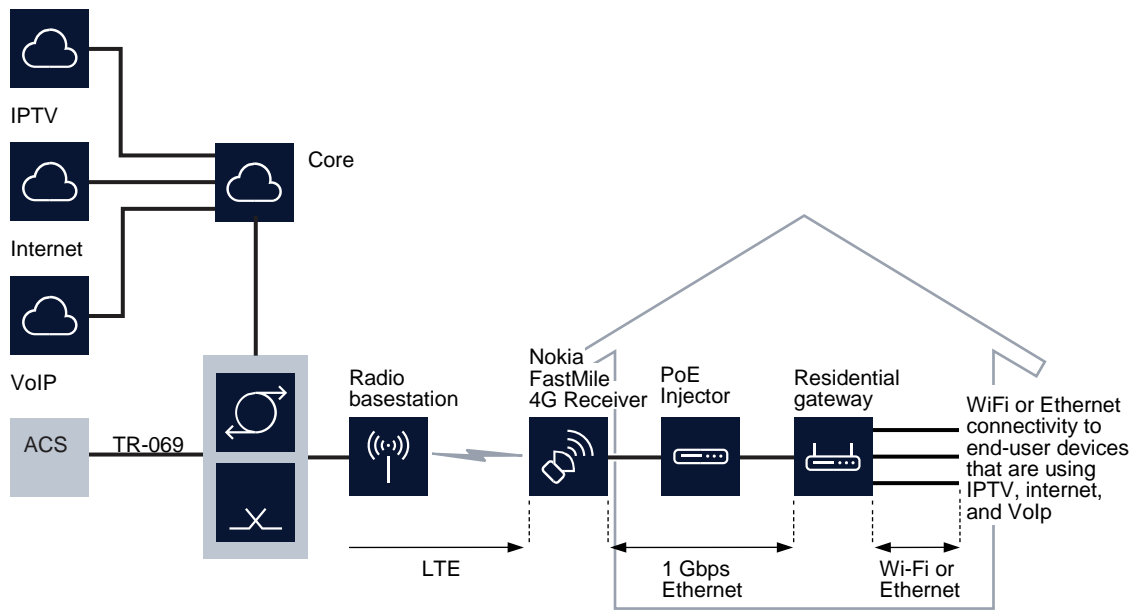 IPTV
Core
Internet
VoIP
ACS
TR-069
Radio
basestation
Nokia
FastMile
4G Receiver
PoE
Injector
Residential
gateway
WiFi or Ethernet
connectivity to
end-user devices
that are using
IPTV, internet,
and VoIp
LTE
1 Gbps
Ethernet
Wi-Fi or
Ethernet